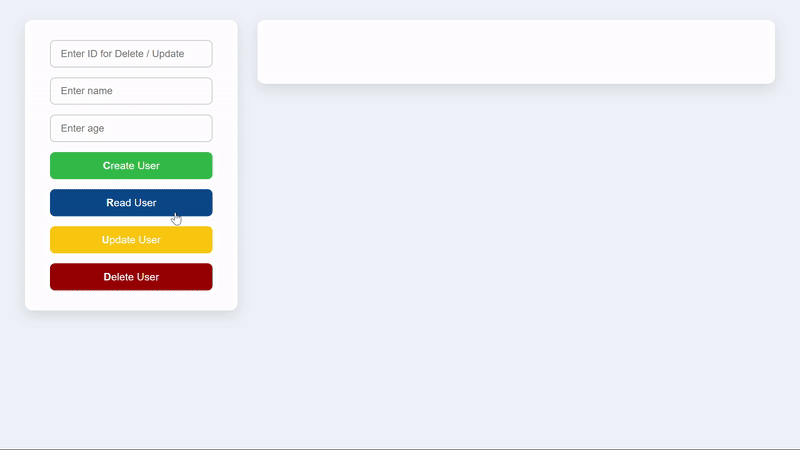 Enter ID for Delete / Update
Enter name
Enter age
Create User
Read User
Update User
Delete User